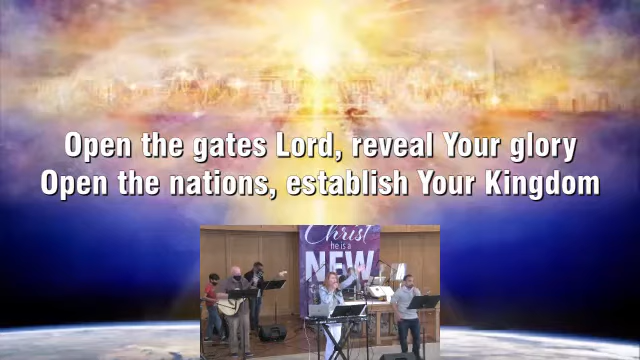 Open the gates Lord, reveal Your glory
Open the nations, establish Your Kingdom
Christ
he is a
NEW